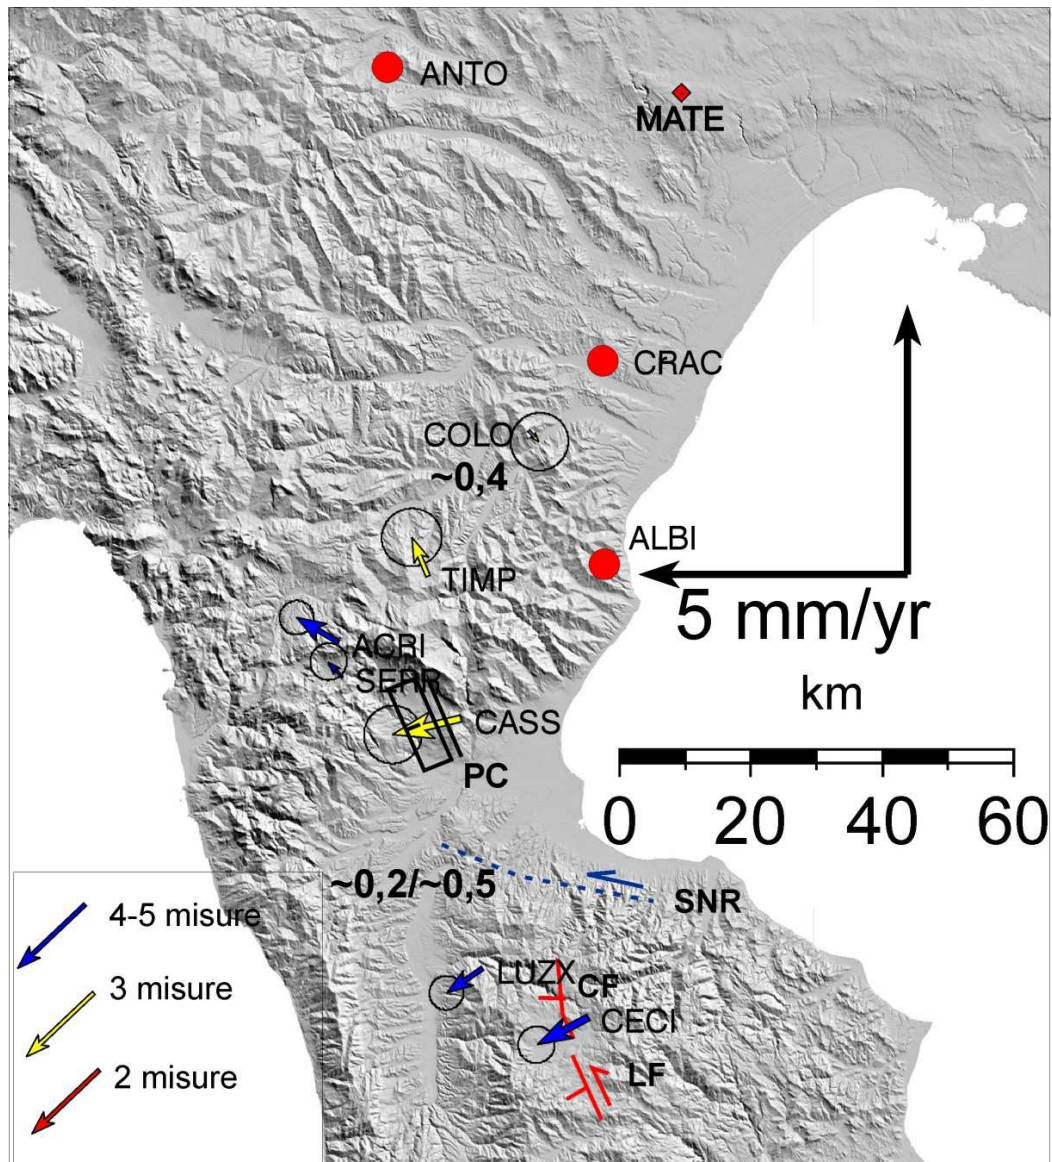 ANTO
MATE
CRAC
COLO
~0,4
ALBI
TIMP
5 mm/yr
ACRI
SERR
km
CASS
PC
0 20 40 60
~0,2/~0,5
SNR
4-5 misure
LUZX
CF
3 misure
CECI
LF
2 misure